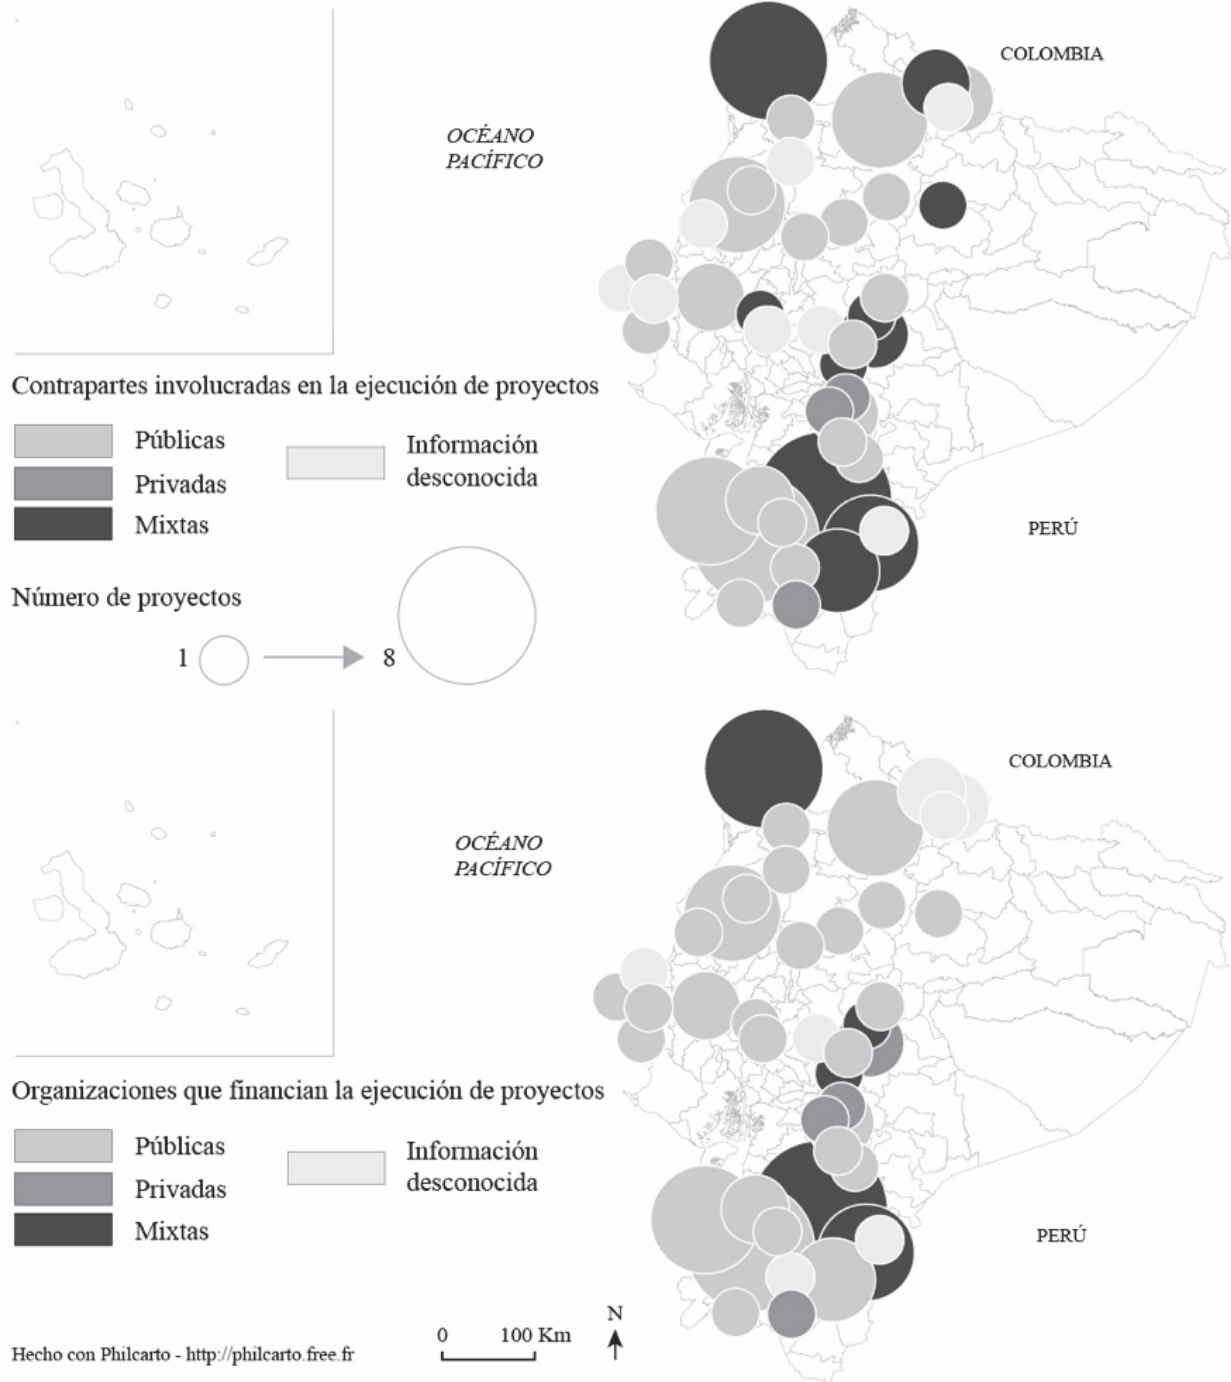 COLOMBIA
OCÉANO
PACÍFICO
Contrapartes involucradas en la ejecución de proyectos
Públicas
Privadas
Mixtas
Información
desconocida
PERÚ
Número de proyectos
1
8
COLOMBIA
OCÉANO
PACÍFICO
Organizaciones que financian la ejecución de proyectos
Públicas
Privadas
Mixtas
Información
desconocida
PERÚ
N
0 100 Km
Hecho con Philcarto - http://philcarto.free.fr